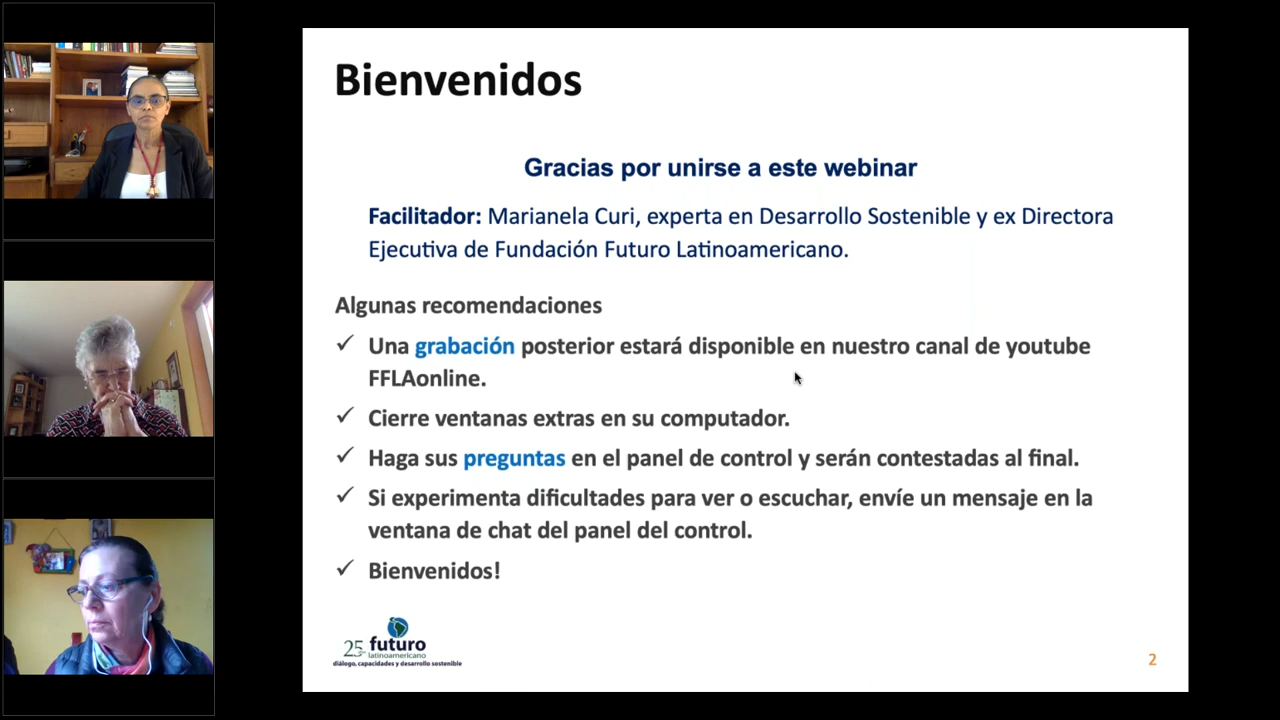 Bienvenidos
Gracias por unirse a este webinar
Facilitador: Marianela Curi, experta en Desarrollo Sostenible y ex Directora
Ejecutiva de Fundación Futuro Latinoamericano.
Algunas recomendaciones
✓ Una grabación posterior estará disponible en nuestro canal de youtube
FFLAonline.
✓ Cierre ventanas extras en su computador.
✓ Haga sus preguntas en el panel de control y serán contestadas al final.
✓ Si experimenta dificultades para ver o escuchar, envíe un mensaje en la
ventana de chat del panel del control.
✓ Bienvenidos!
25 futuro
latinoamericano
diálogo, capacidades y desarrollo sostenible
2